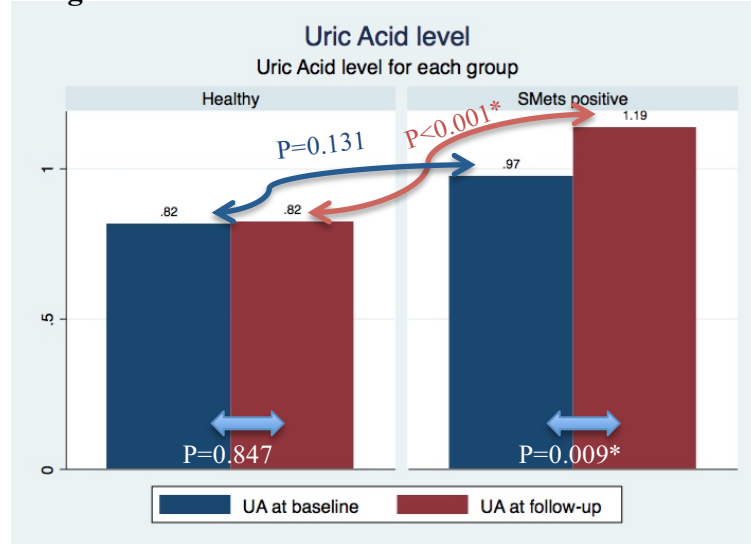 Uric Acid level
Uric Acid level for each group
Healthy
SMets positive
P=0.131
P<0.001*
1.19
.97
.82
.82
1
.5
0
P=0.847
P=0.009*
UA at baseline
UA at follow-up